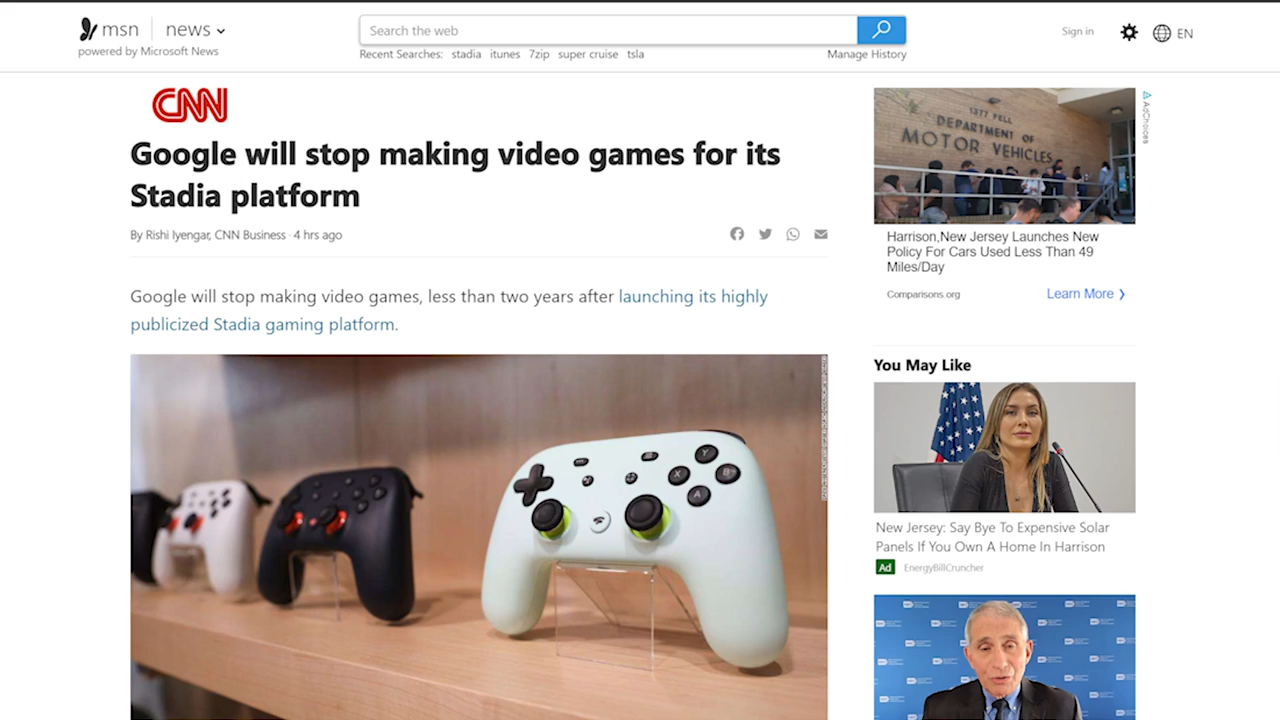 msn
news
powered by Microsoft News
Search the web
Recent Searches: stadia itunes 7zip super cruise tsla
Manage History
Sign in
EN
CNN
Google will stop making video games for its
Stadia platform
By Rishi Iyengar, CNN Business · 4 hrs ago
Google will stop making video games, less than two years after launching its highly
publicized Stadia gaming platform.
Y
X
B
A
AdChoices
1377 FELL
DEPARTMENT OF
MOTOR VEHICLES
Harrison,New Jersey Launches New
Policy For Cars Used Less Than 49
Miles/Day
Comparisons.org
Learn More
You May Like
New Jersey: Say Bye To Expensive Solar
Panels If You Own A Home In Harrison
Ad EnergyBillCruncher